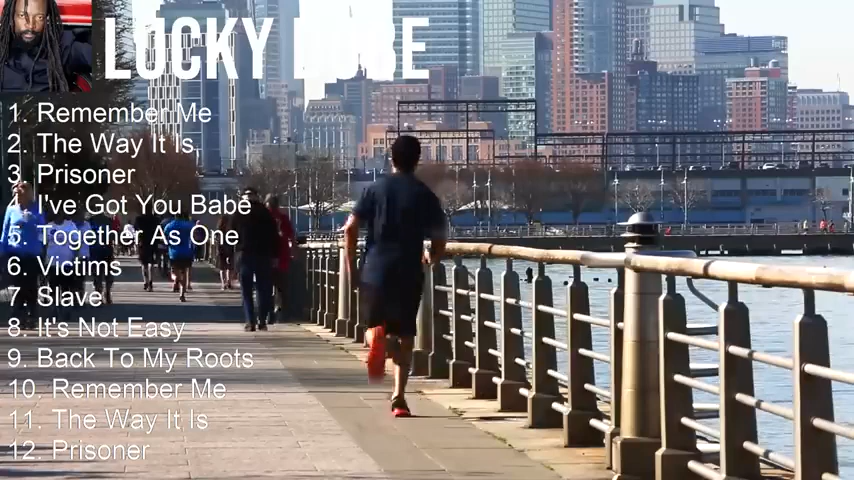 LUCKY DUBE
1. Remember Me
2. The Way It Is
3. Prisoner
4. I've Got You Babe
5. Together As One
6. Victims
7. Slave
8. It's Not Easy
9. Back To My Roots
10. Remember Me
11. The Way It Is
12. Prisoner